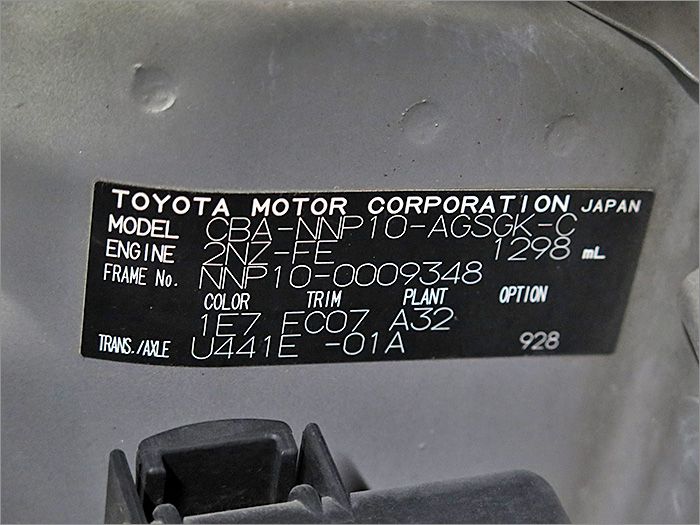 TOYOTA MOTOR CORPORATION JAPAN
MODEL CBA-NNP10-AGSGK-C
ENGINE 2NZ-FE 1298 mL
FRAME No. NNP10-0009348
COLOR TRIM PLANT OPTION
1E7 FC07 A32
TRANS./AXLE U441E -01A 928